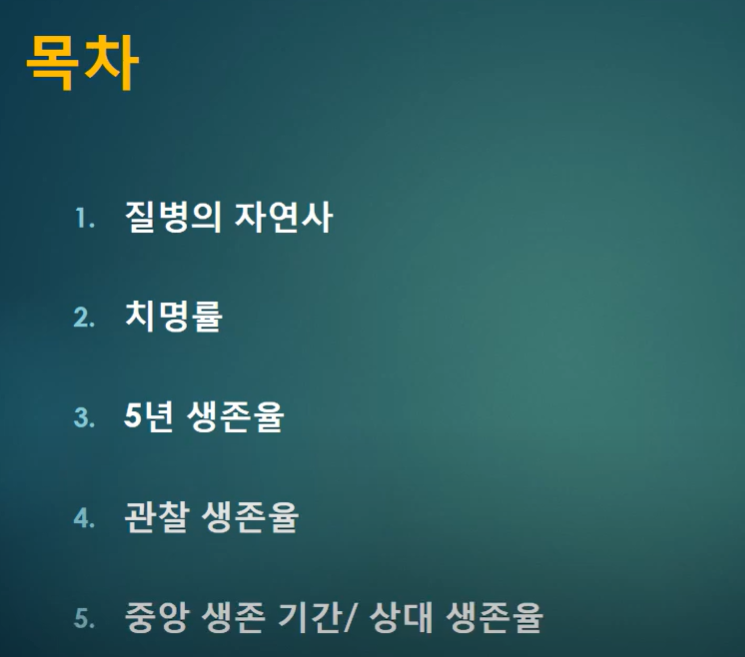 목차
1. 질병의 자연사
2. 치명률
3. 5년 생존율
4. 관찰 생존율
5. 중앙 생존 기간/ 상대 생존율